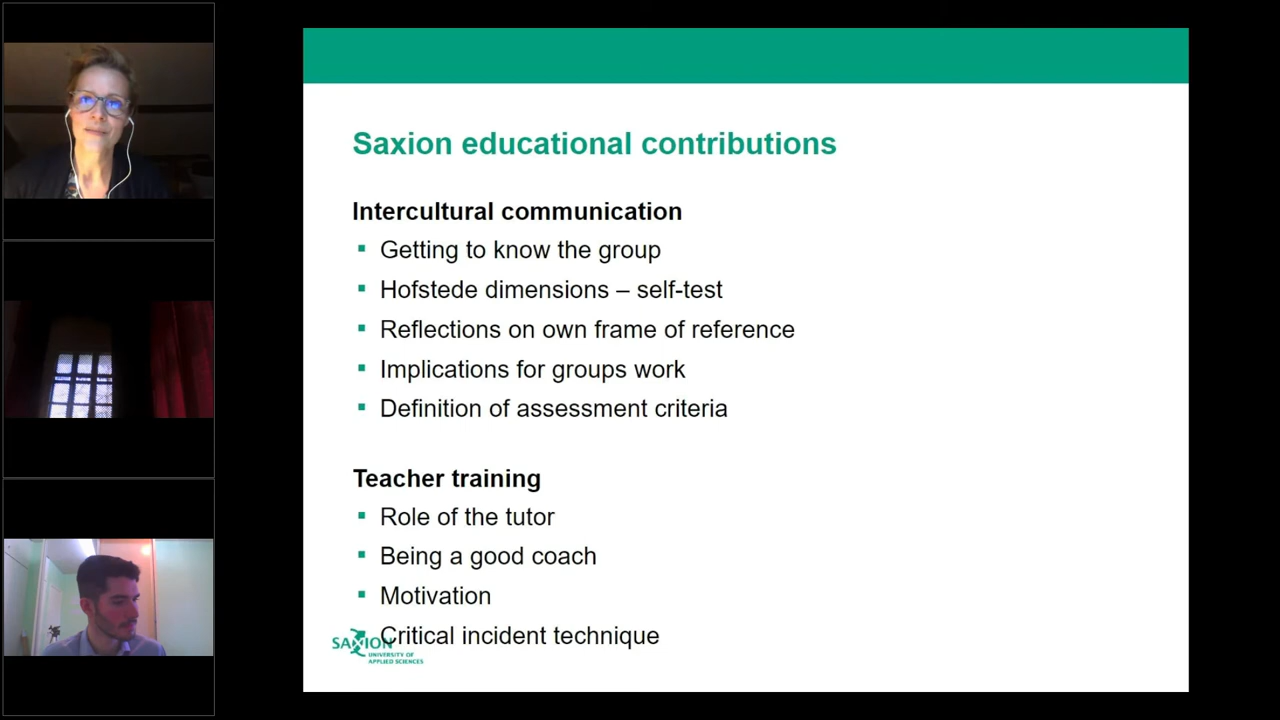 Saxion educational contributions
Intercultural communication
Getting to know the group
Hofstede dimensions – self-test
Reflections on own frame of reference
Implications for groups work
Definition of assessment criteria
Teacher training
Role of the tutor
Being a good coach
Motivation
Critical incident technique
SAXION
UNIVERSITY OF
APPLIED SCIENCES